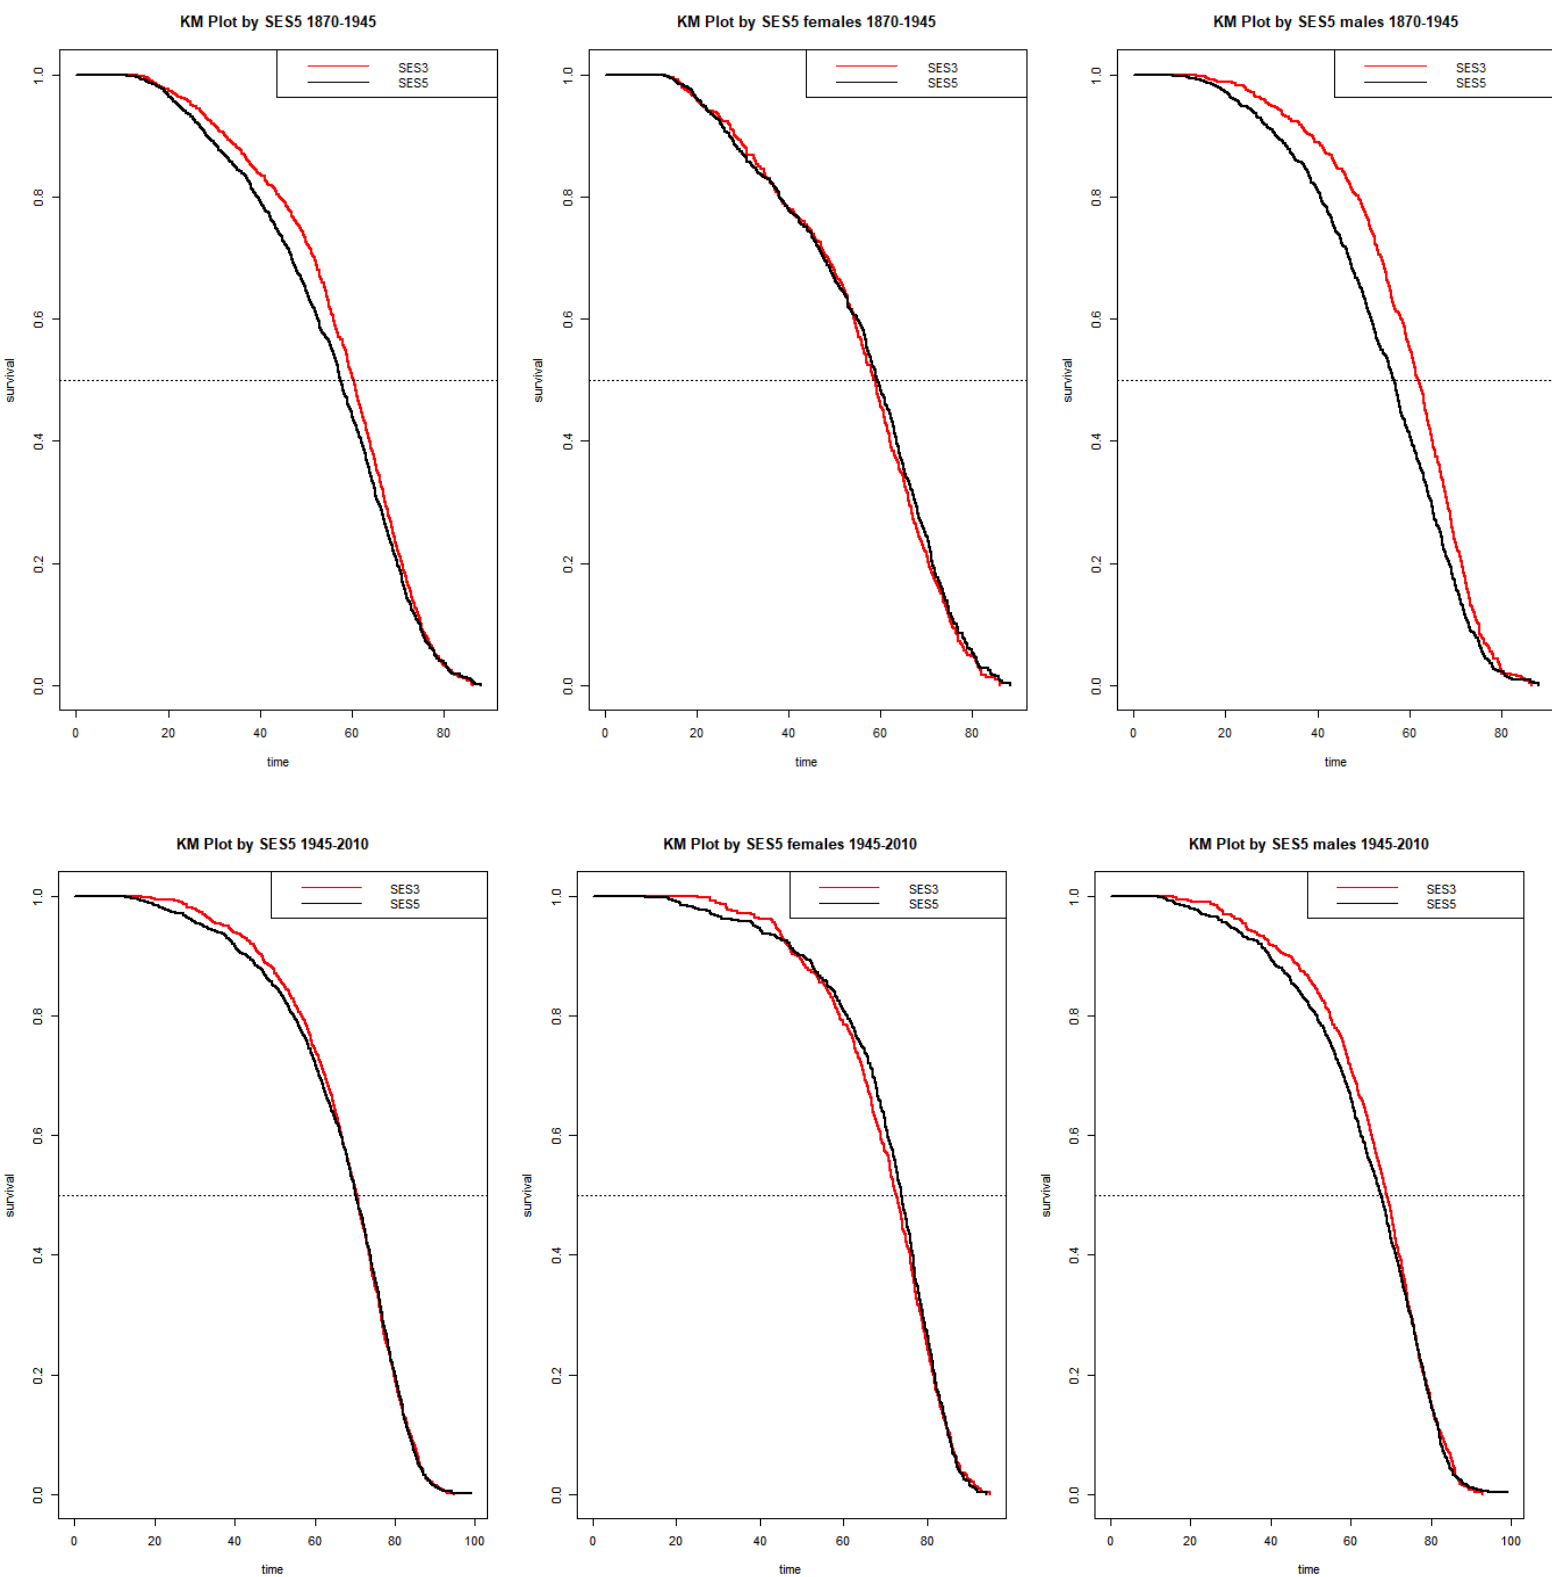 KM Plot by SES5 1870-1945
SES3
SES5
survival
1.0
0.8
0.6
0.4
0.2
0.0
0 20 40 60 80
time
KM Plot by SES5 females 1870-1945
SES3
SES5
survival
1.0
0.8
0.6
0.4
0.2
0.0
0 20 40 60 80
time
KM Plot by SES5 males 1870-1945
SES3
SES5
survival
1.0
0.8
0.6
0.4
0.2
0.0
0 20 40 60 80
time
KM Plot by SES5 1945-2010
SES3
SES5
survival
1.0
0.8
0.6
0.4
0.2
0.0
0 20 40 60 80 100
time
KM Plot by SES5 females 1945-2010
SES3
SES5
survival
1.0
0.8
0.6
0.4
0.2
0.0
0 20 40 60 80
time
KM Plot by SES5 males 1945-2010
SES3
SES5
survival
1.0
0.8
0.6
0.4
0.2
0.0
0 20 40 60 80 100
time